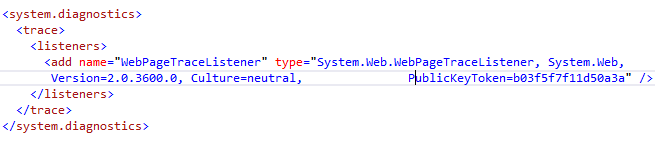 <system.diagnostics>
<trace>
<listeners>
<add name="WebPageTraceListener" type="System.Web.WebPageTraceListener, System.Web,
Version=2.0.3600.0, Culture=neutral, PublicKeyToken=b03f5f7f11d50a3a" />
</listeners>
</trace>
</system.diagnostics>